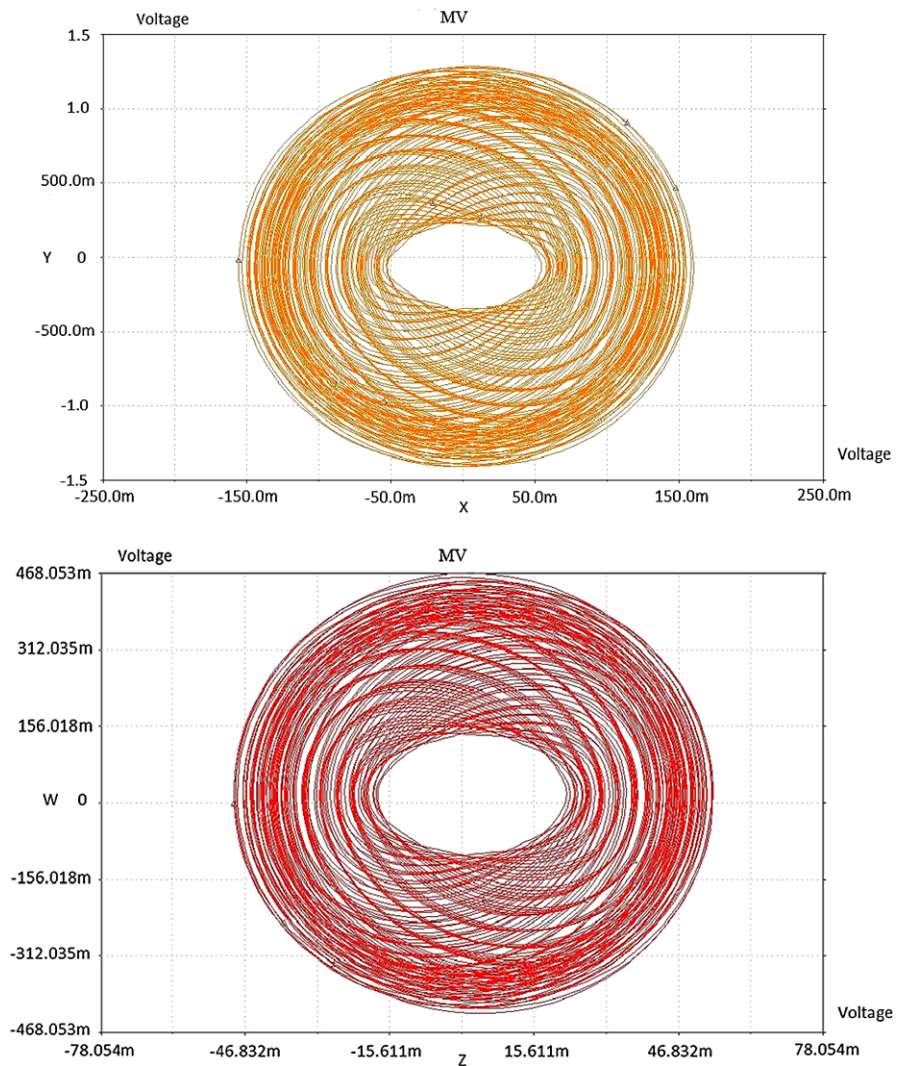 Voltage MV
1.5
1.0
500.0m
Y 0
-500.0m
-1.0
Voltage
-1.5
-250.0m -150.0m -50.0m 50.0m 150.0m 250.0m
X
Voltage MV
468.053m
312.035m
156.018m
W 0
-156.018m
-312.035m
Voltage
-468.053m
-78.054m -46.832m -15.611m 15.611m 46.832m 78.054m
Z